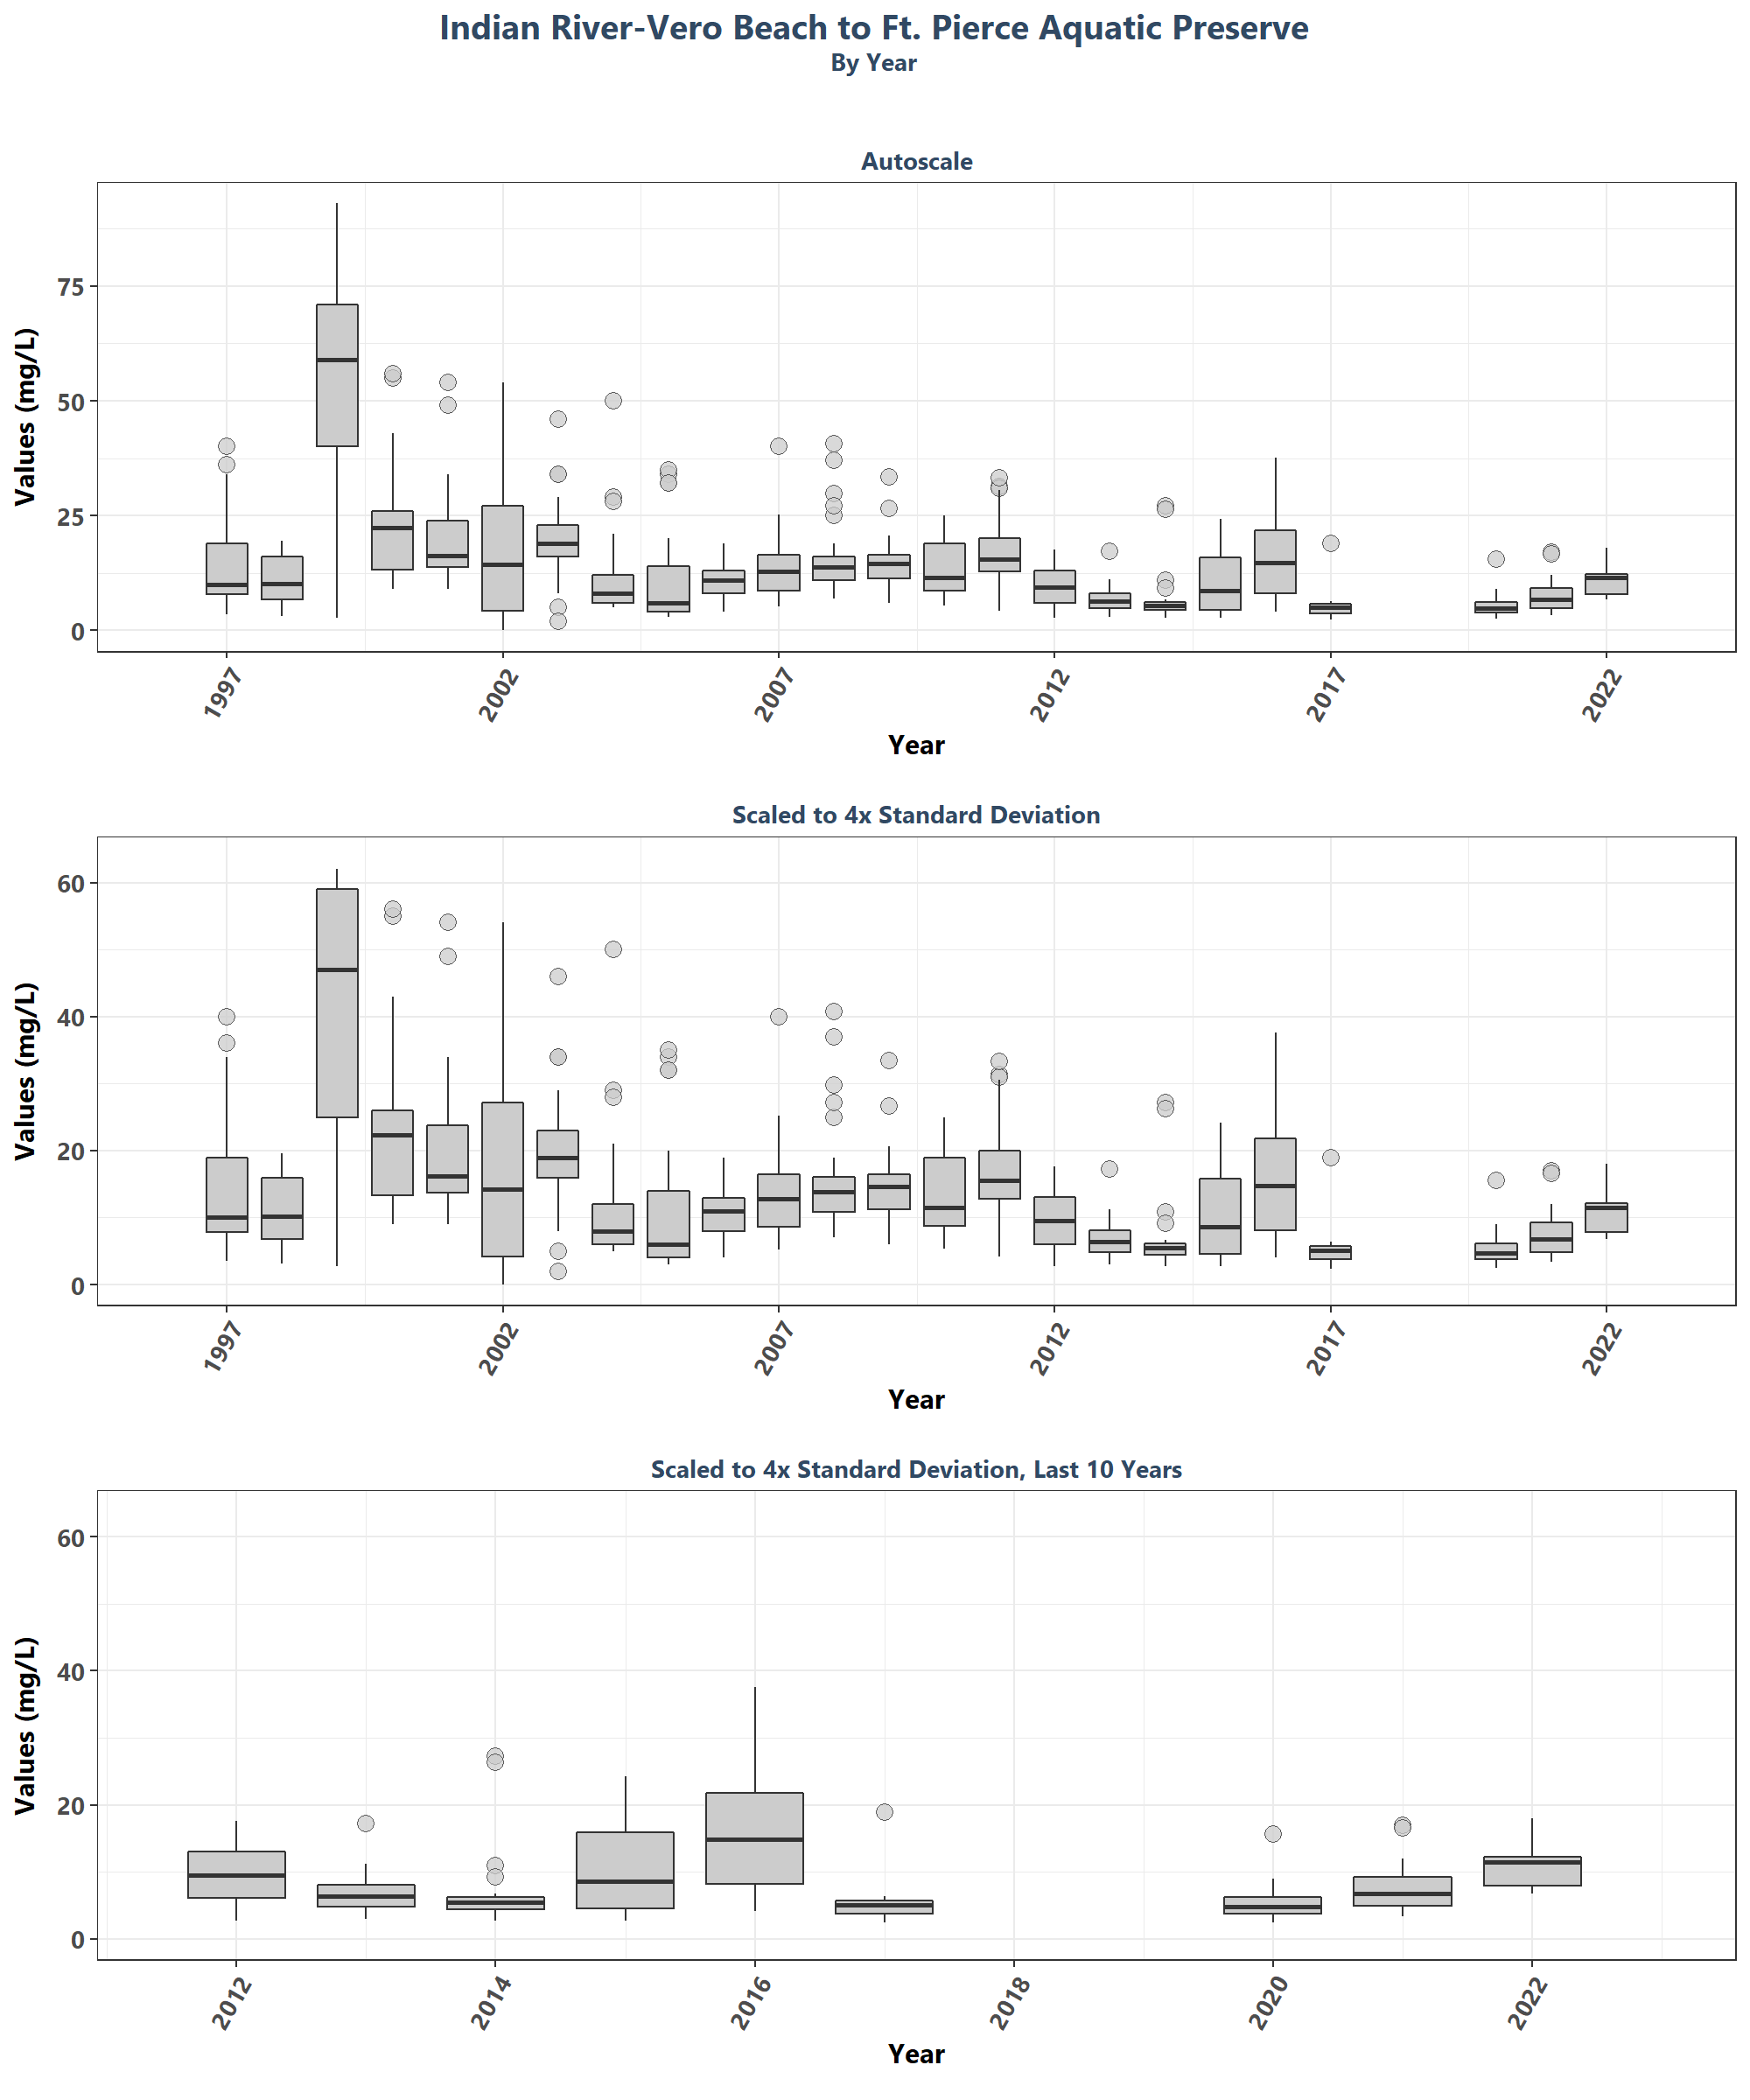 Indian River-Vero Beach to Ft. Pierce Aquatic Preserve
By Year
Autoscale
Values (mg/L)
75
50
25
0
1997 2002 2007 2012 2017 2022
Year
Scaled to 4x Standard Deviation
Values (mg/L)
60
40
20
0
1997 2002 2007 2012 2017 2022
Year
Scaled to 4x Standard Deviation, Last 10 Years
Values (mg/L)
60
40
20
0
2012 2014 2016 2018 2020 2022
Year